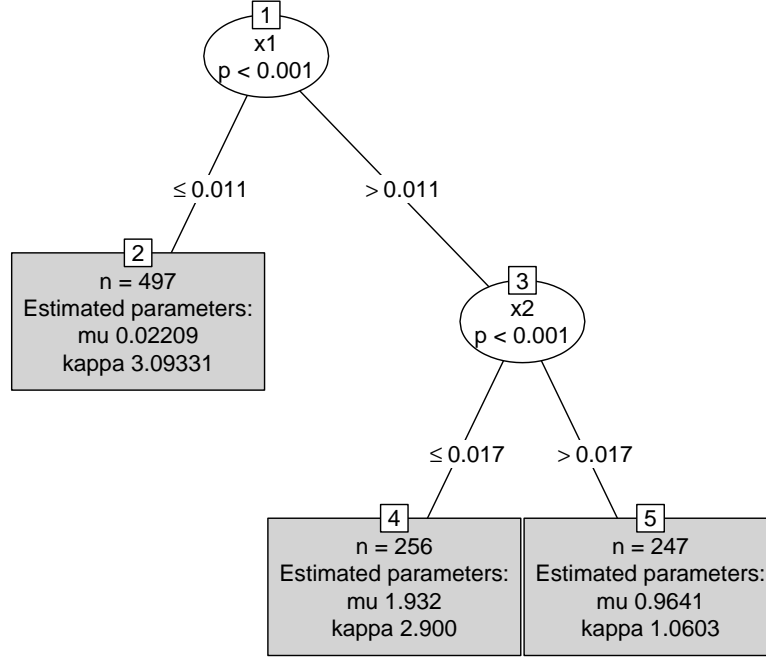 1
x1
p < 0.001
≤ 0.011
> 0.011
2
n = 497
Estimated parameters:
mu 0.02209
kappa 3.09331
3
x2
p < 0.001
≤ 0.017
> 0.017
4
n = 256
Estimated parameters:
mu 1.932
kappa 2.900
5
n = 247
Estimated parameters:
mu 0.9641
kappa 1.0603